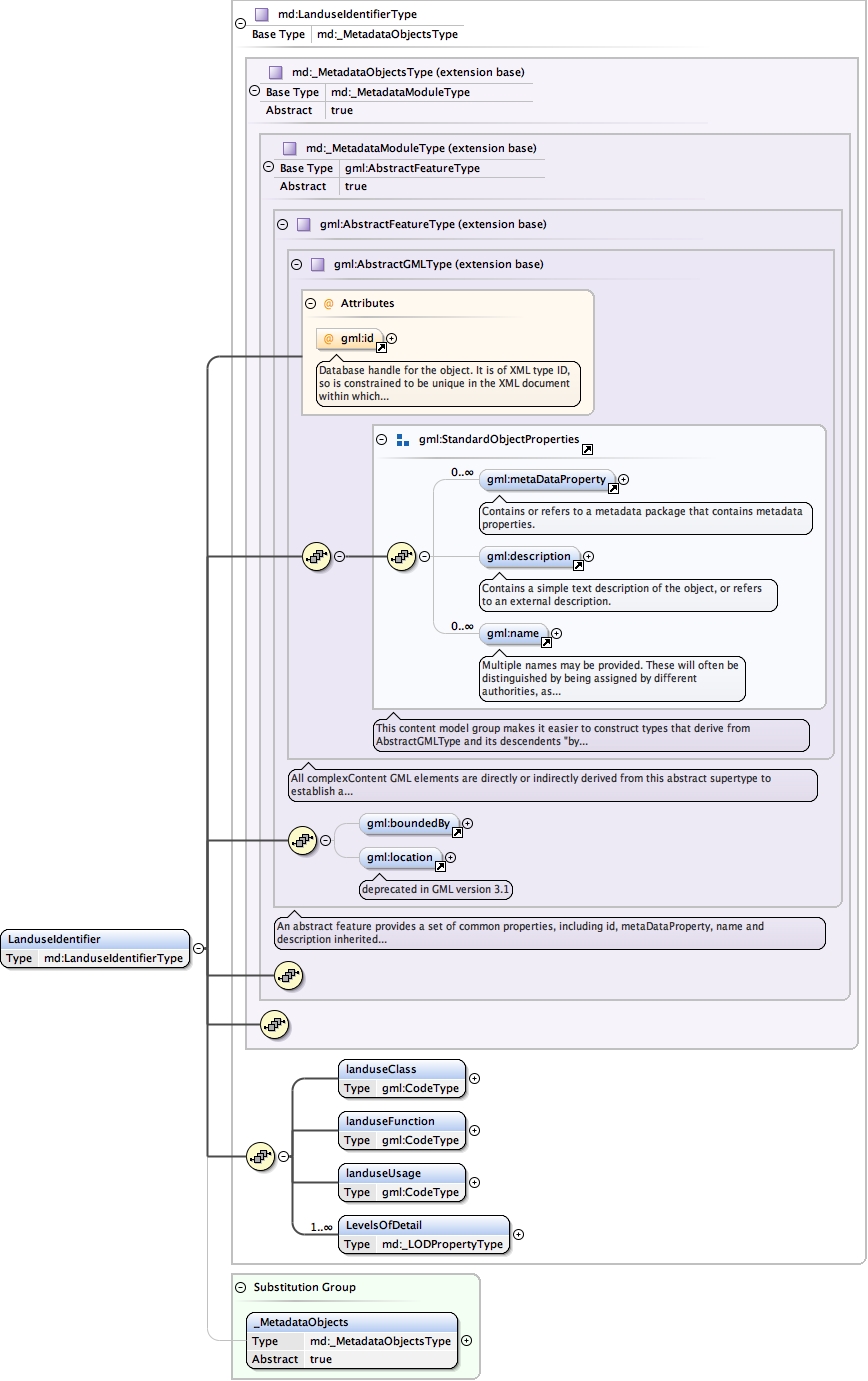 md:LanduseIdentifierType
Base Type md:_MetadataObjectsType
md:_MetadataObjectsType (extension base)
Base Type md:_MetadataModuleType
Abstract true
md:_MetadataModuleType (extension base)
Base Type gml:AbstractFeatureType
Abstract true
gml:AbstractFeatureType (extension base)
gml:AbstractGMLType (extension base)
@ Attributes
@ gml:id
Database handle for the object. It is of XML type ID,
so is constrained to be unique in the XML document
within which...
gml:StandardObjectProperties
0..∞ gml:metaDataProperty
Contains or refers to a metadata package that contains metadata
properties.
gml:description
Contains a simple text description of the object, or refers
to an external description.
0..∞ gml:name
Multiple names may be provided. These will often be
distinguished by being assigned by different
authorities, as...
This content model group makes it easier to construct types that derive from
AbstractGMLType and its descendents "by...
All complexContent GML elements are directly or indirectly derived from this abstract supertype to
establish a...
gml:boundedBy
gml:location
deprecated in GML version 3.1
An abstract feature provides a set of common properties, including id, metaDataProperty, name and
description inherited...
LanduseIdentifier
Type md:LanduseIdentifierType
landuseClass
Type gml:CodeType
landuseFunction
Type gml:CodeType
landuseUsage
Type gml:CodeType
1..∞ LevelsOfDetail
Type md:_LODPropertyType
Substitution Group
_MetadataObjects
Type md:_MetadataObjectsType
Abstract true